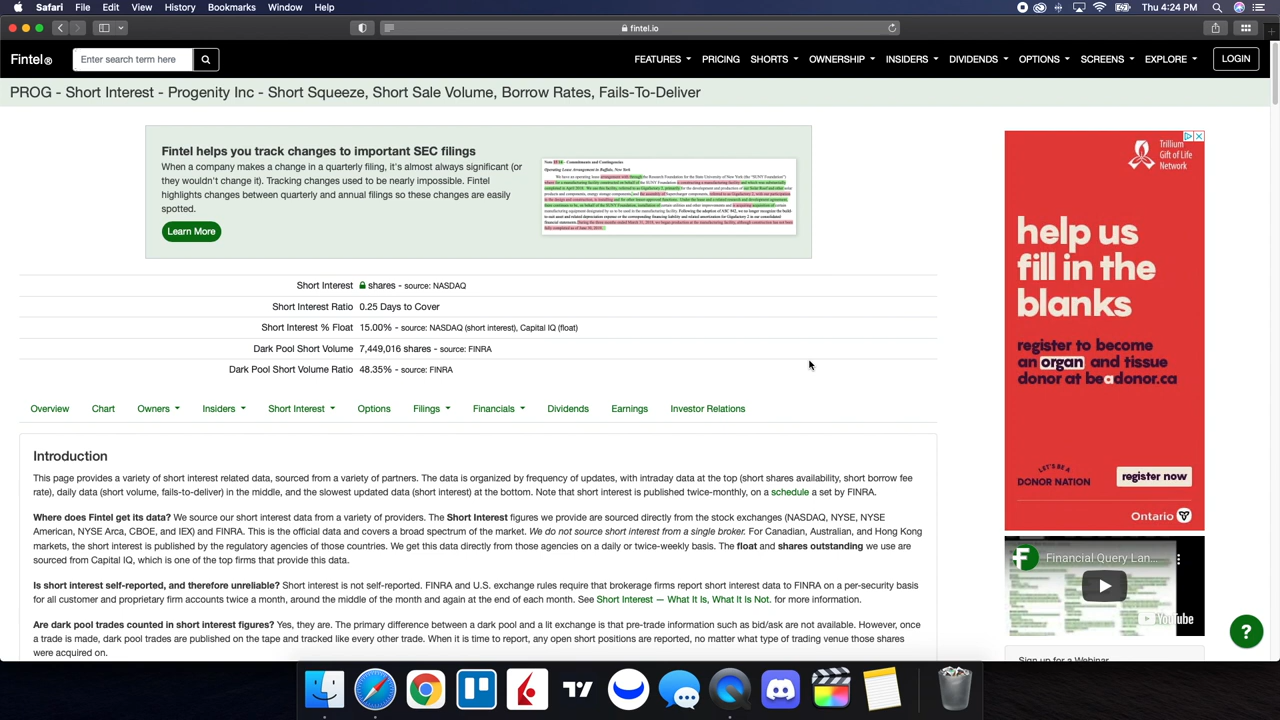 Safari File Edit View History Bookmarks Window Help
Thu 4:24 PM
fintel.io
Fintel
Enter search term here
FEATURES PRICING SHORTS OWNERSHIP INSIDERS DIVIDENDS OPTIONS SCREENS EXPLORE LOGIN
PROG - Short Interest - Progenity Inc - Short Squeeze, Short Sale Volume, Borrow Rates, Fails-To-Deliver
Fintel helps you track changes to important SEC filings
When a company makes a change in a quarterly filing, it's almost always significant (or
they wouldn't change it). Tracking changes used to be nearly impossible. Fintel
highlights changes between quarterly and annual filings so these changes are easily
spotted.
Learn More
Short Interest shares - source: NASDAQ
Short Interest Ratio 0.25 Days to Cover
Short Interest % Float 15.00% - source: NASDAQ (short interest), Capital IQ (float)
Dark Pool Short Volume 7,449,016 shares - source: FINRA
Dark Pool Short Volume Ratio 48.35% - source: FINRA
Overview Chart Owners Insiders Short Interest Options Filings Financials Dividends Earnings Investor Relations
Introduction
This page provides a variety of short interest related data, sourced from a variety of partners. The data is organized by frequency of updates, with intraday data at the top (short shares availability, short borrow fee
rate), daily data (short volume, fails-to-deliver) in the middle, and the slowest updated data (short interest) at the bottom. Note that short interest is published twice-monthly, on a schedule a set by FINRA.
Where does Fintel get its data? We source our short interest data from a variety of providers. The Short Interest figures we provide are sourced directly from the stock exchanges (NASDAQ, NYSE, NYSE
American, NYSE Arca, CBOE, and IEX) and FINRA. This is the official data and covers a broad spectrum of the market. We do not source short interest from a single broker. For Canadian, Australian, and Hong Kong
markets, the short interest is published by the regulatory agencies of those countries. We get this data directly from those agencies on a daily or twice-weekly basis. The float and shares outstanding we use are
sourced from Capital IQ, which is one of the top firms that provide this data.
Is short interest self-reported, and therefore unreliable? Short interest is not self-reported. FINRA and U.S. exchange rules require that brokerage firms report short interest data to FINRA on a per-security basis
for all customer and proprietary firm accounts twice a month, around the middle of the month and again at the end of each month. See Short Interest — What It Is, What It Is Not. for more information.
Are dark pool trades counted in short interest figures? Yes, they are. The primary difference between a dark pool and a lit exchange is that pre-trade information such as bid/ask are not available. However, once
a trade is made, dark pool trades are published on the tape and tracked like every other trade. When it is time to report, any open short positions are reported, no matter what type of trading venue those shares
were acquired on.
Trillium
Gift of Life
Network
help us
fill in the
blanks
register to become
an organ and tissue
donor at beadonor.ca
LET'S BE A
DONOR NATION
register now
Ontario
Financial Query Lan...
YouTube
Sign up for a Webinar
?